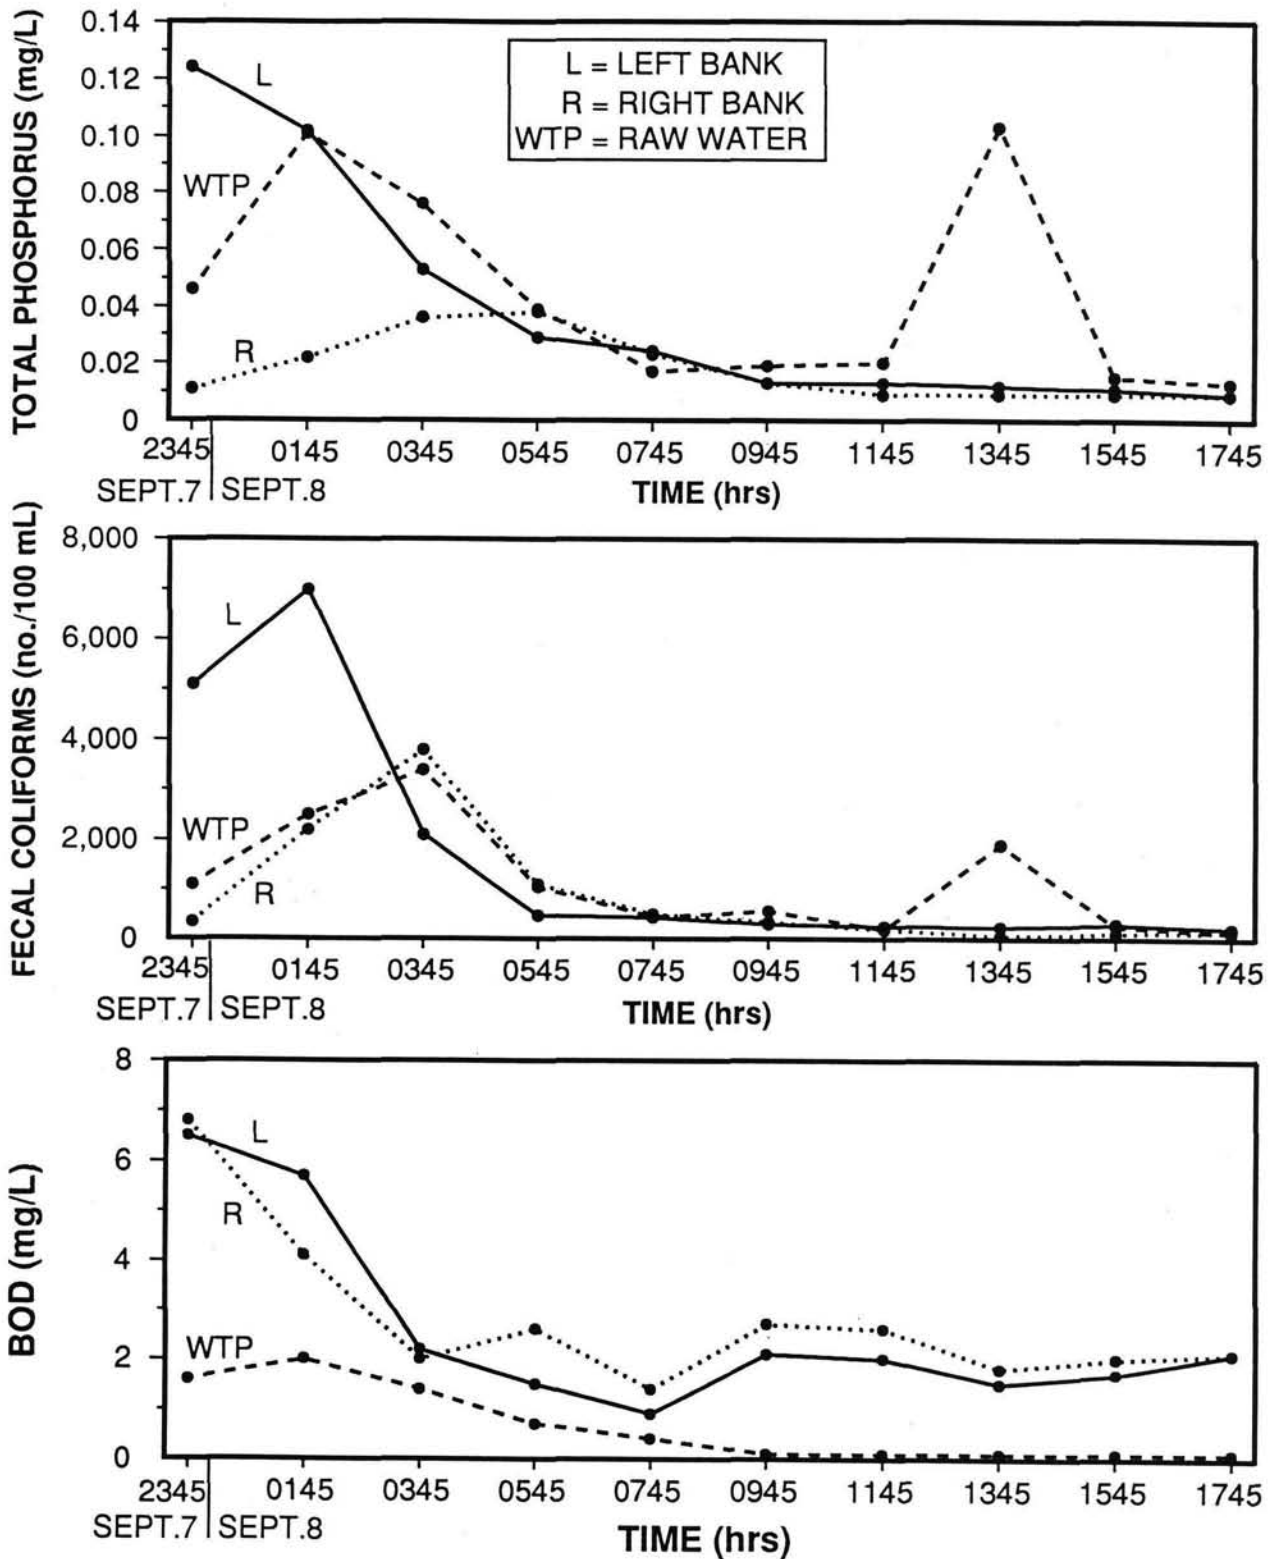 TOTAL PHOSPHORUS (mg/L)
0.14
0.12
0.10
0.08
0.06
0.04
0.02
0
L = LEFT BANK
R = RIGHT BANK
WTP = RAW WATER
L
WTP
R
2345 0145 0345 0545 0745 0945 1145 1345 1545 1745
SEPT.7 SEPT.8
TIME (hrs)
FECAL COLIFORMS (no./100 mL)
8,000
6,000
4,000
2,000
0
L
WTP
R
2345 0145 0345 0545 0745 0945 1145 1345 1545 1745
SEPT.7 SEPT.8
TIME (hrs)
BOD (mg/L)
8
6
4
2
0
L
R
WTP
2345 0145 0345 0545 0745 0945 1145 1345 1545 1745
SEPT.7 SEPT.8
TIME (hrs)